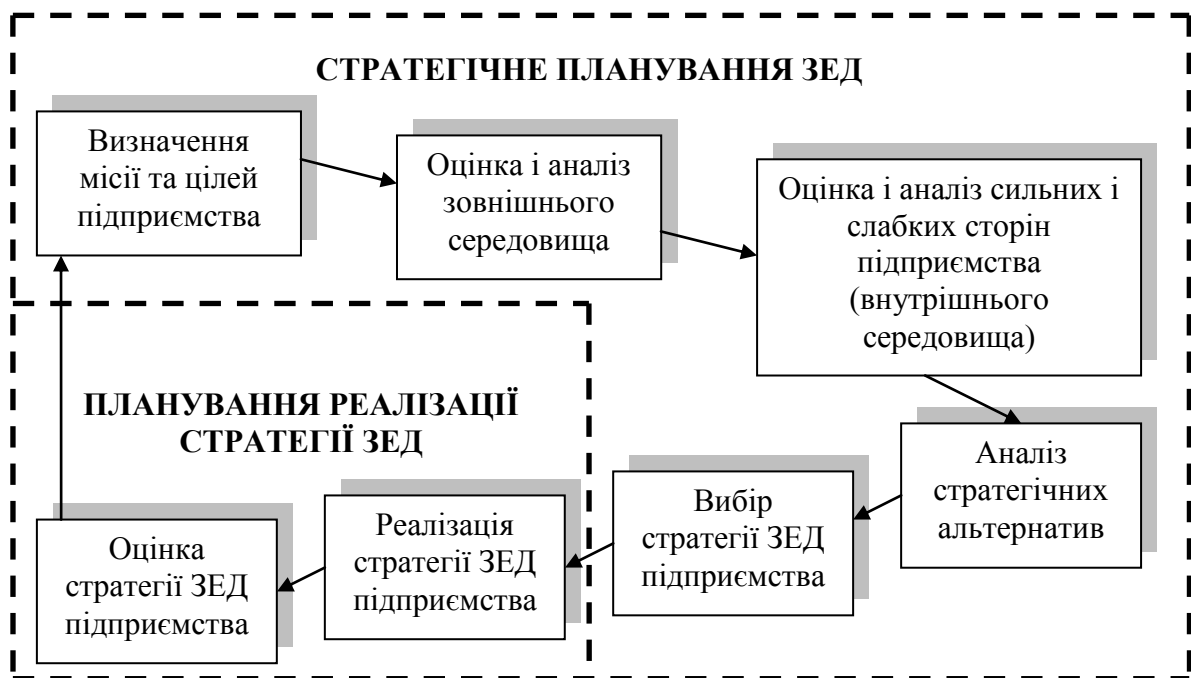 СТРАТЕГІЧНЕ ПЛАНУВАННЯ ЗЕД
Визначення
місії та цілей
підприємства
Оцінка і аналіз
зовнішнього
середовища
Оцінка і аналіз сильних і
слабких сторін
підприємства
(внутрішнього
середовища)
Аналіз
стратегічних
альтернатив
Вибір
стратегії ЗЕД
підприємства
ПЛАНУВАННЯ РЕАЛІЗАЦІЇ
СТРАТЕГІЇ ЗЕД
Реалізація
стратегії ЗЕД
підприємства
Оцінка
стратегії ЗЕД
підприємства